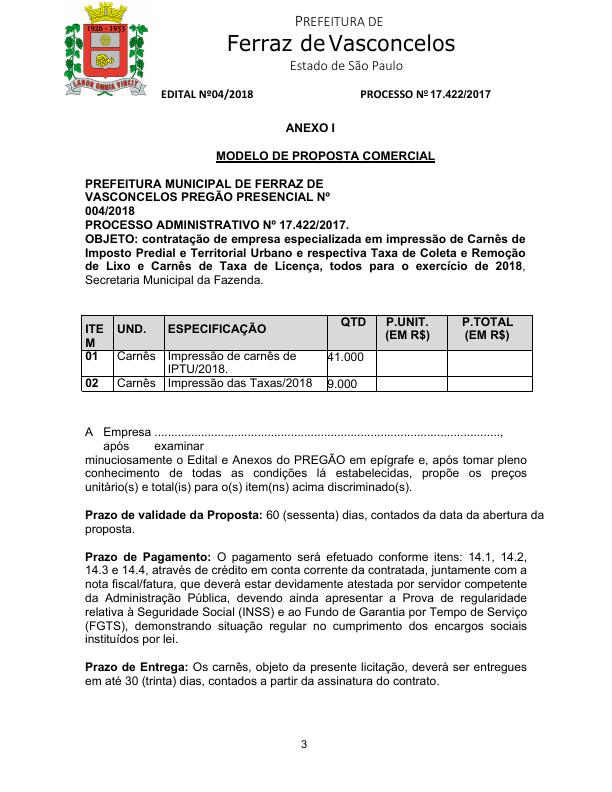 1926 - 1953
LABOR OMNIA VINCIT
PREFEITURA DE
Ferraz de Vasconcelos
Estado de São Paulo
EDITAL Nº04/2018 PROCESSO Nº 17.422/2017
ANEXO I
MODELO DE PROPOSTA COMERCIAL
PREFEITURA MUNICIPAL DE FERRAZ DE
VASCONCELOS PREGÃO PRESENCIAL Nº
004/2018
PROCESSO ADMINISTRATIVO Nº 17.422/2017.
OBJETO: contratação de empresa especializada em impressão de Carnês de
Imposto Predial e Territorial Urbano e respectiva Taxa de Coleta e Remoção
de Lixo e Carnês de Taxa de Licença, todos para o exercício de 2018,
Secretaria Municipal da Fazenda.
ITE
M UND. ESPECIFICAÇÃO QTD P.UNIT.
(EM R$) P.TOTAL
(EM R$)
01 Carnês Impressão de carnês de
IPTU/2018. 41.000
02 Carnês Impressão das Taxas/2018 9.000
A Empresa .........................................................................................................,
após examinar
minuciosamente o Edital e Anexos do PREGÃO em epígrafe e, após tomar pleno
conhecimento de todas as condições lá estabelecidas, propõe os preços
unitário(s) e total(is) para o(s) item(ns) acima discriminado(s).
Prazo de validade da Proposta: 60 (sessenta) dias, contados da data da abertura da
proposta.
Prazo de Pagamento: O pagamento será efetuado conforme itens: 14.1, 14.2,
14.3 e 14.4, através de crédito em conta corrente da contratada, juntamente com a
nota fiscal/fatura, que deverá estar devidamente atestada por servidor competente
da Administração Pública, devendo ainda apresentar a Prova de regularidade
relativa à Seguridade Social (INSS) e ao Fundo de Garantia por Tempo de Serviço
(FGTS), demonstrando situação regular no cumprimento dos encargos sociais
instituídos por lei.
Prazo de Entrega: Os carnês, objeto da presente licitação, deverá ser entregues
em até 30 (trinta) dias, contados a partir da assinatura do contrato.
3